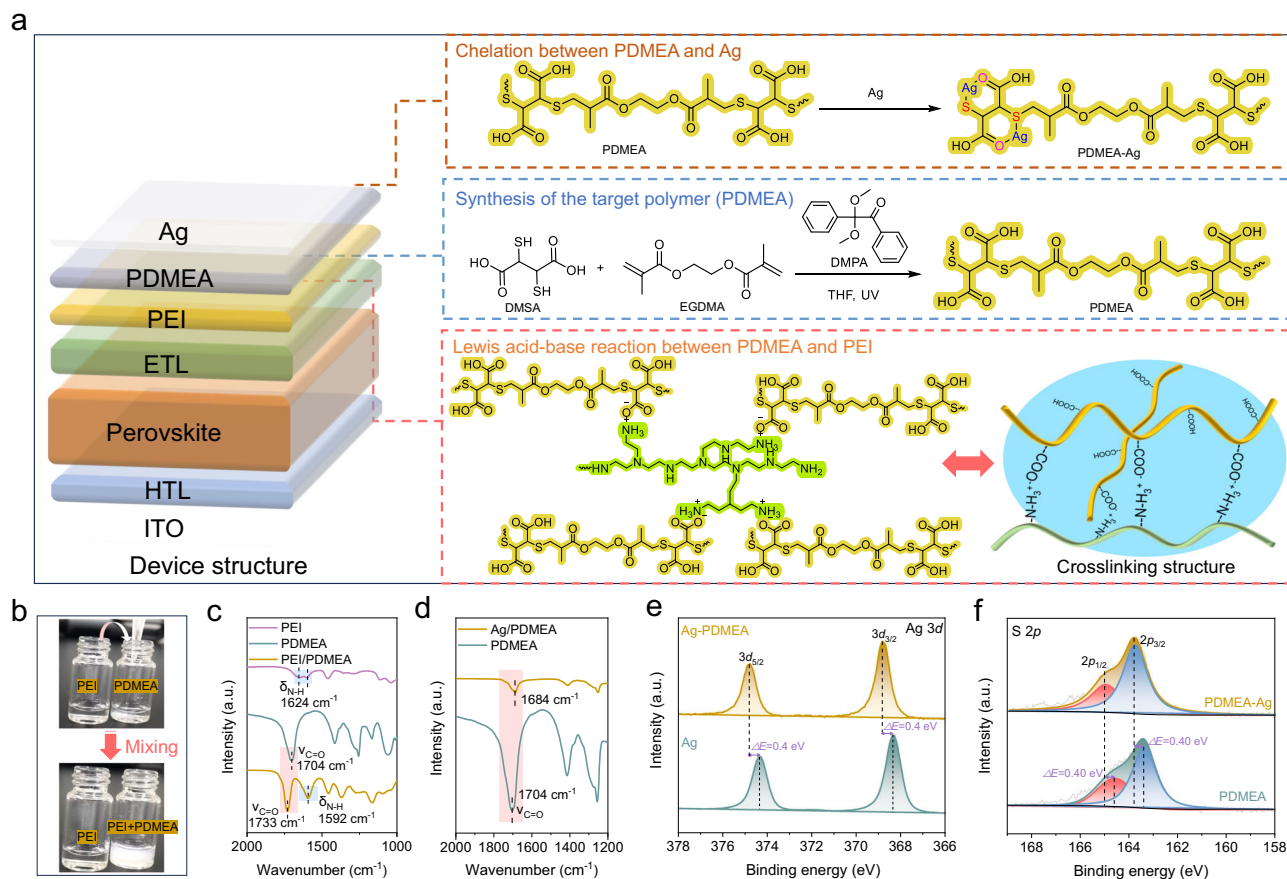 a
Chelation between PDMEA and Ag
Ag
PDMEA
PDMEA-Ag
Synthesis of the target polymer (PDMEA)
DMSA
+
EGDMA
DMPA
THF, UV
PDMEA
Lewis acid-base reaction between PDMEA and PEI
Crosslinking structure
Ag
PDMEA
PEI
ETL
Perovskite
HTL
ITO
Device structure
b
PEI
PDMEA
Mixing
PEI
PEI+PDMEA
c
PEI
PDMEA
PEI/PDMEA
δN-H
1624 cm⁻¹
νC=O
1704 cm⁻¹
νC=O
1733 cm⁻¹
δN-H
1592 cm⁻¹
Intensity (a.u.)
2000 1500 1000
Wavenumber (cm⁻¹)
d
Ag/PDMEA
PDMEA
1684 cm⁻¹
1704 cm⁻¹
νC=O
Intensity (a.u.)
2000 1800 1600 1400 1200
Wavenumber (cm⁻¹)
e
Ag-PDMEA
Ag 3d
3d5/2
3d3/2
ΔE=0.4 eV
ΔE=0.4 eV
Ag
Intensity (a.u.)
378 376 374 372 370 368 366
Binding energy (eV)
f
S 2p
2p1/2
2p3/2
PDMEA-Ag
ΔE=0.40 eV
ΔE=0.40 eV
PDMEA
Intensity (a.u.)
168 166 164 162 160 158
Binding energy (eV)